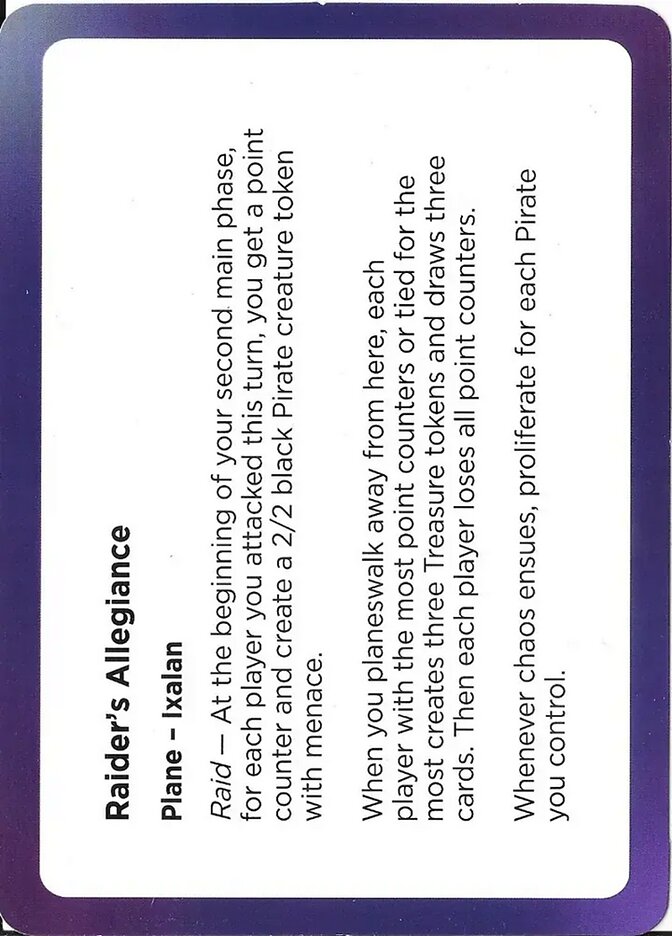 Raider's Allegiance
Plane – Ixalan
Raid — At the beginning of your second main phase,
for each player you attacked this turn, you get a point
counter and create a 2/2 black Pirate creature token
with menace.
When you planeswalk away from here, each
player with the most point counters or tied for the
most creates three Treasure tokens and draws three
cards. Then each player loses all point counters.
Whenever chaos ensues, proliferate for each Pirate
you control.